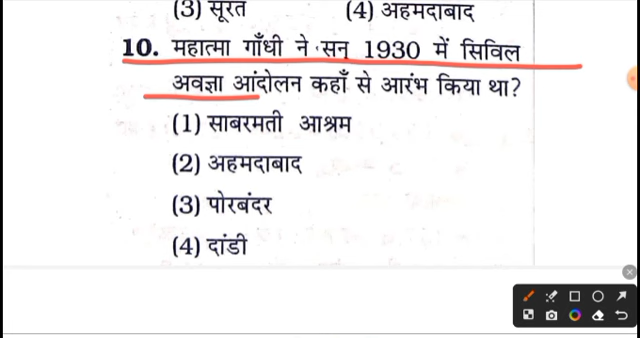 (3) सूरत (4) अहमदाबाद
10. महात्मा गाँधी ने सन् 1930 में सिविल
अवज्ञा आंदोलन कहाँ से आरंभ किया था?
(1) साबरमती आश्रम
(2) अहमदाबाद
(3) पोरबंदर
(4) दांडी